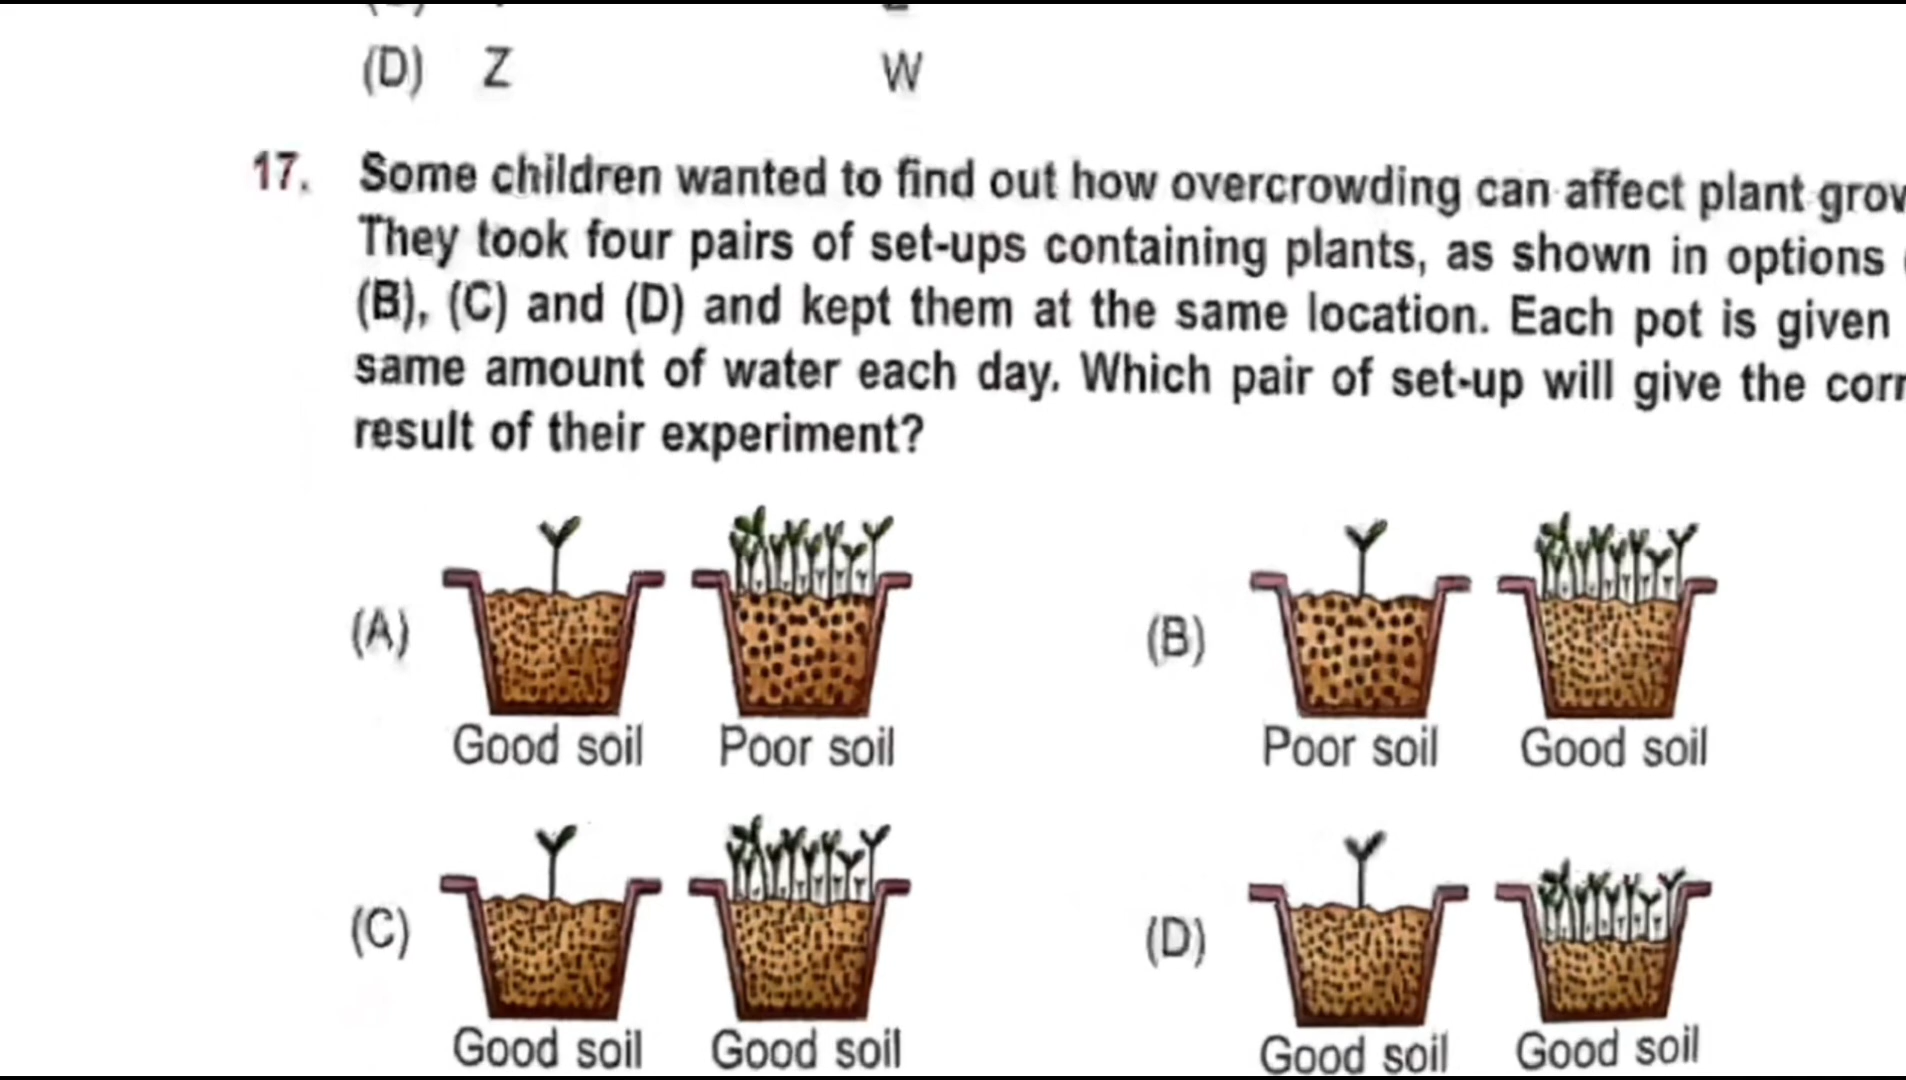 (D) Z W
17. Some children wanted to find out how overcrowding can affect plant
They took four pairs of set-ups containing plants, as shown in options
(B), (C) and (D) and kept them at the same location. Each pot is given
same amount of water each day. Which pair of set-up will give the
result of their experiment?
(A) (B)
Good soil Poor soil Poor soil Good soil
(C) (D)
Good soil Good soil Good soil Good soil